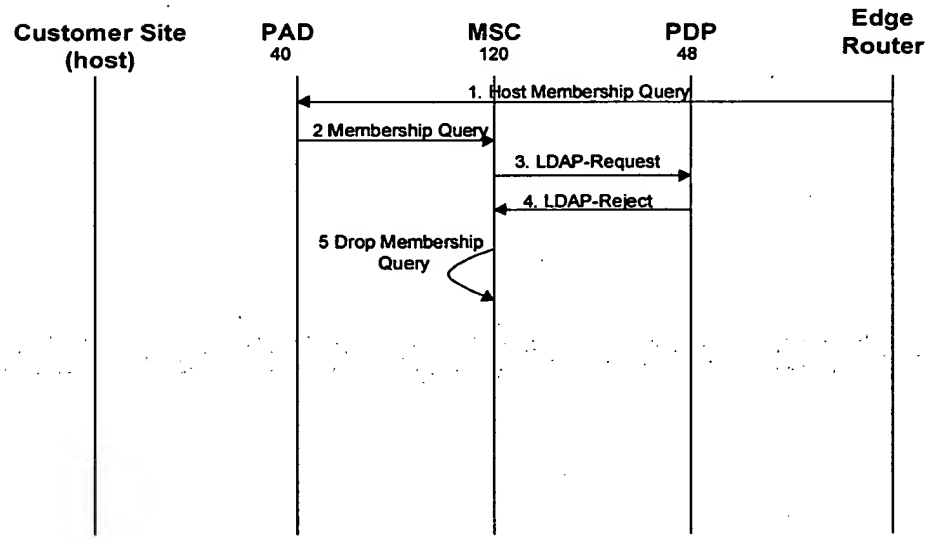 Customer Site
(host)
PAD
40
MSC
120
PDP
48
Edge
Router
1. Host Membership Query
2 Membership Query
3. LDAP-Request
4. LDAP-Reject
5 Drop Membership
Query